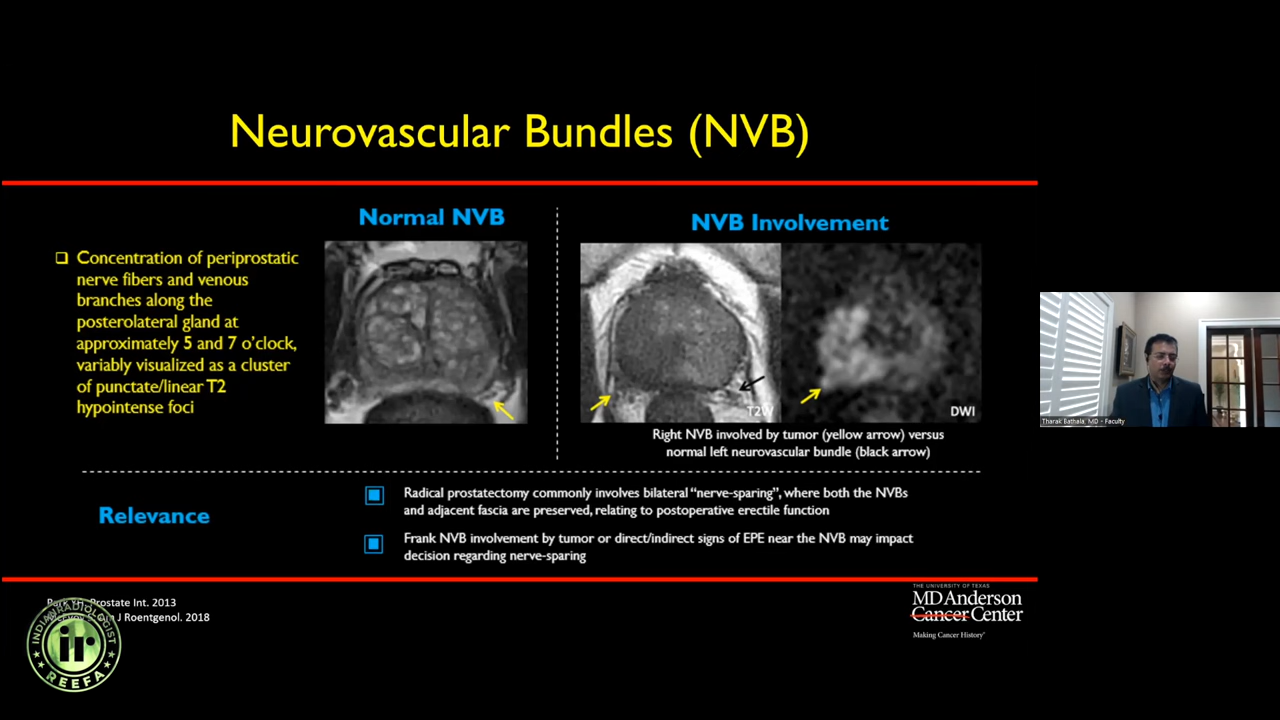 Neurovascular Bundles (NVB)
Normal NVB
NVB Involvement
Concentration of periprostatic
nerve fibers and venous
branches along the
posterolateral gland at
approximately 5 and 7 o'clock,
variably visualized as a cluster
of punctate/linear T2
hypointense foci
T2W
DWI
Right NVB involved by tumor (yellow arrow) versus
normal left neurovascular bundle (black arrow)
Relevance
Radical prostatectomy commonly involves bilateral "nerve-sparing", where both the NVBs
and adjacent fascia are preserved, relating to postoperative erectile function
Frank NVB involvement by tumor or direct/indirect signs of EPE near the NVB may impact
decision regarding nerve-sparing
Prostate Int. 2013
J Roentgenol. 2018
INDIAN RADIOLOGIST
ir
REEFA
THE UNIVERSITY OF TEXAS
MD Anderson
Cancer Center
Making Cancer History®
Tharak Bathala, MD - Faculty